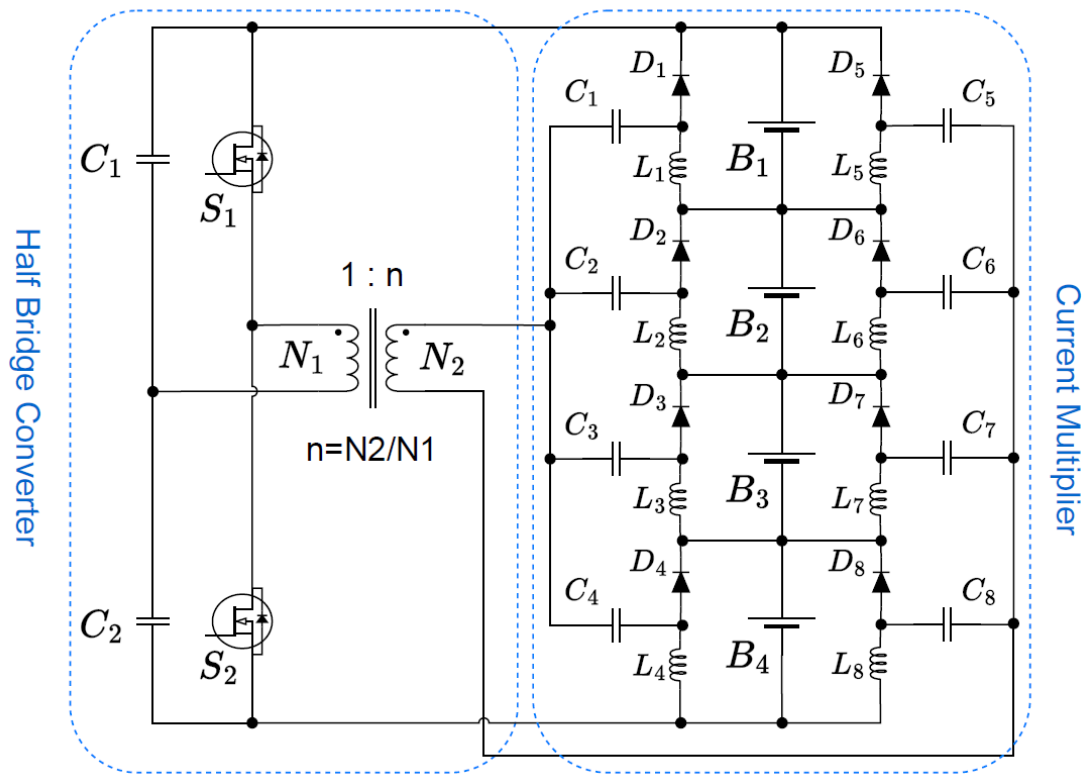 Half Bridge Converter
C1
S1
C2
S2
1 : n
N1
N2
n=N2/N1
C1
D1
L1
B1
D5
L5
C5
C2
D2
L2
B2
D6
L6
C6
C3
D3
L3
B3
D7
L7
C7
C4
D4
L4
B4
D8
L8
C8
Current Multiplier